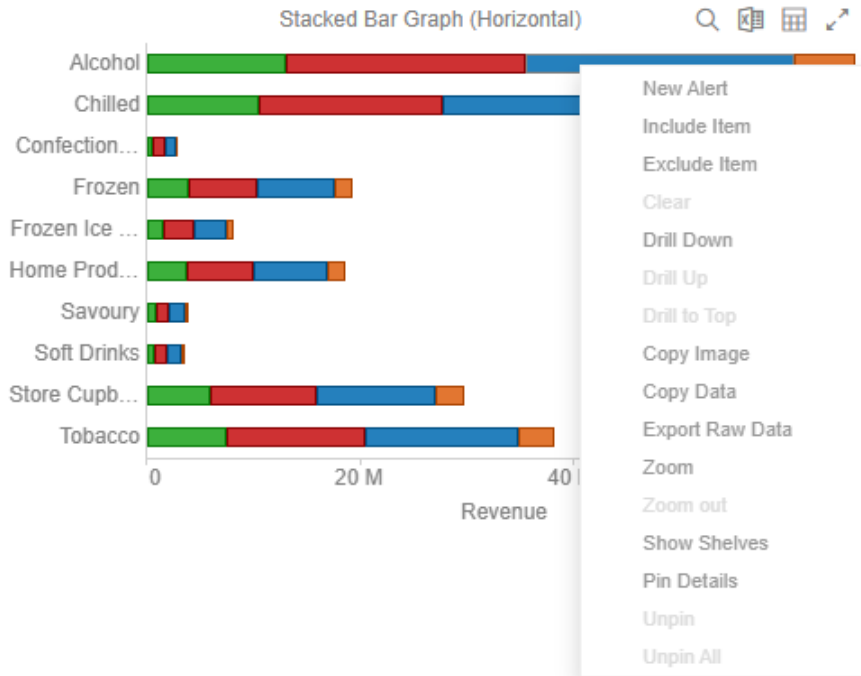 Stacked Bar Graph (Horizontal)
Alcohol
Chilled
Confection...
Frozen
Frozen Ice ...
Home Prod...
Savoury
Soft Drinks
Store Cupb...
Tobacco
0 20 M 40
Revenue
New Alert
Include Item
Exclude Item
Clear
Drill Down
Drill Up
Drill to Top
Copy Image
Copy Data
Export Raw Data
Zoom
Zoom out
Show Shelves
Pin Details
Unpin
Unpin All